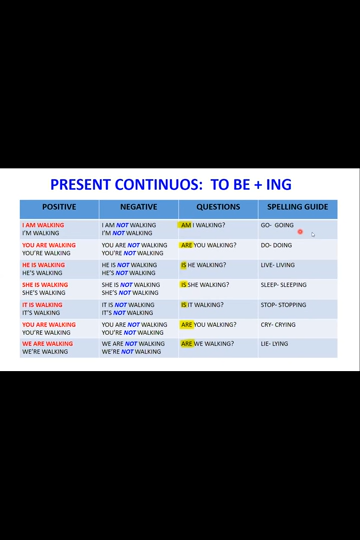 PRESENT CONTINUOS: TO BE + ING
POSITIVE NEGATIVE QUESTIONS SPELLING GUIDE
I AM WALKING I AM NOT WALKING AM I WALKING? GO- GOING
I'M WALKING I'M NOT WALKING
YOU ARE WALKING YOU ARE NOT WALKING ARE YOU WALKING? DO- DOING
YOU'RE WALKING YOU'RE NOT WALKING
HE IS WALKING HE IS NOT WALKING IS HE WALKING? LIVE- LIVING
HE'S WALKING HE'S NOT WALKING
SHE IS WALKING SHE IS NOT WALKING IS SHE WALKING? SLEEP- SLEEPING
SHE'S WALKING SHE'S NOT WALKING
IT IS WALKING IT IS NOT WALKING IS IT WALKING? STOP- STOPPING
IT'S WALKING IT'S NOT WALKING
YOU ARE WALKING YOU ARE NOT WALKING ARE YOU WALKING? CRY- CRYING
YOU'RE WALKING YOU'RE NOT WALKING
WE ARE WALKING WE ARE NOT WALKING ARE WE WALKING? LIE- LYING
WE'RE WALKING WE'RE NOT WALKING